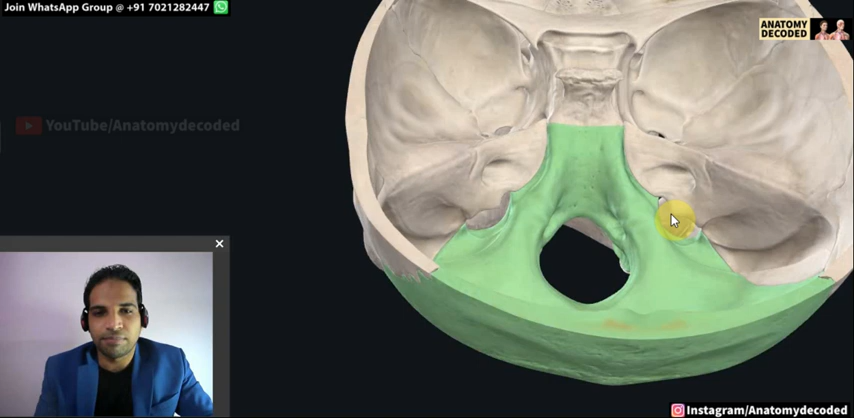 Join WhatsApp Group @ +91 7021282447
ANATOMY
DECODED
YouTube/Anatomydecoded
Instagram/Anatomydecoded